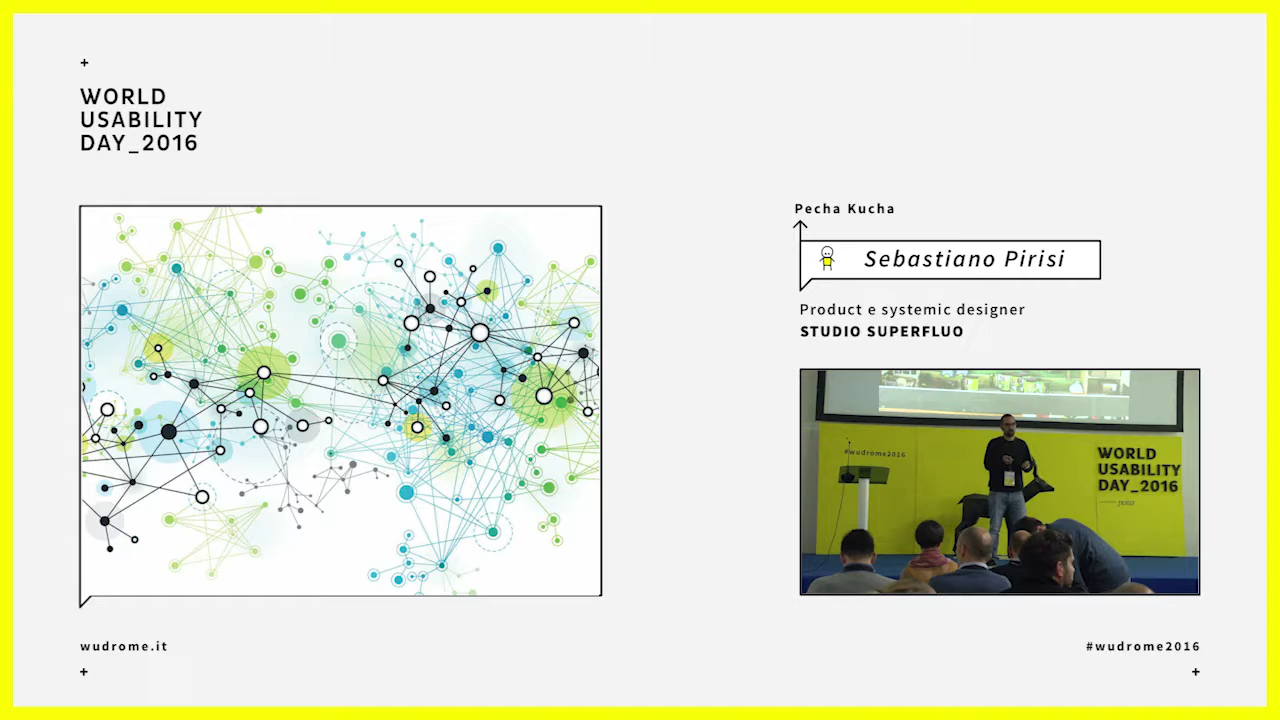 WORLD
USABILITY
DAY_2016
Pecha Kucha
Sebastiano Pirisi
Product e systemic designer
STUDIO SUPERFLUO
#wudrome2016
WORLD
USABILITY
DAY_2016
wudrome.it
#wudrome2016